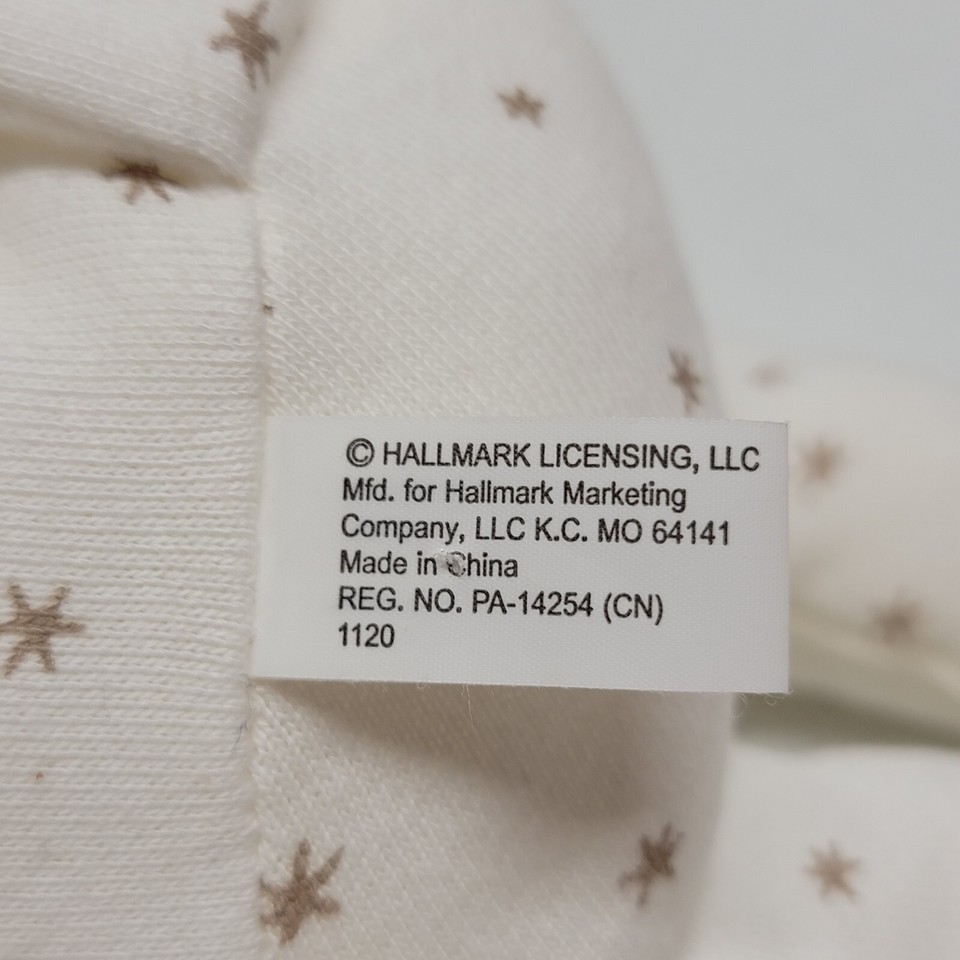 © HALLMARK LICENSING, LLC
Mfd. for Hallmark Marketing
Company, LLC K.C. MO 64141
Made in China
REG. NO. PA-14254 (CN)
1120